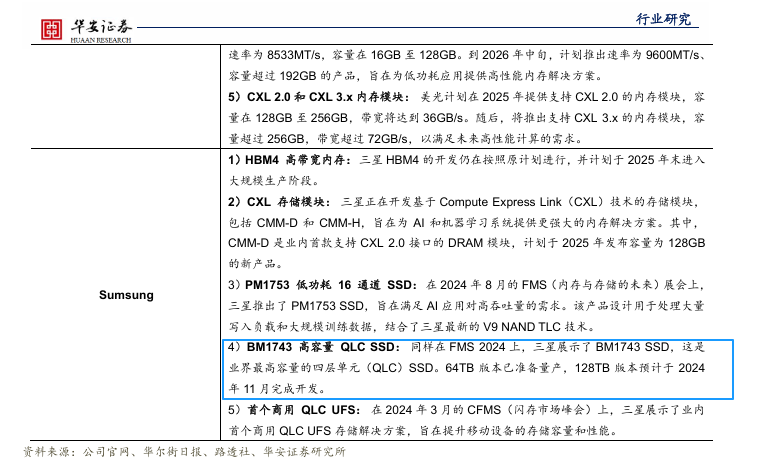 华安证券
HUAAN RESEARCH
行业研究
速率为 8533MT/s，容量在 16GB 至 128GB。到 2026 年中旬，计划推出速率为 9600MT/s、
容量超过 192GB 的产品，旨在为低功耗应用提供高性能内存解决方案。
5）CXL 2.0 和 CXL 3.x 内存模块： 美光计划在 2025 年提供支持 CXL 2.0 的内存模块，容
量在 128GB 至 256GB，带宽将达到 36GB/s。随后，将推出支持 CXL 3.x 的内存模块，容
量超过 256GB，带宽超过 72GB/s，以满足未来高性能计算的需求。
1）HBM4 高带宽内存：三星 HBM4 的开发仍在按照原计划进行，并计划于 2025 年末进入
大规模生产阶段。
2）CXL 存储模块： 三星正在开发基于 Compute Express Link（CXL）技术的存储模块，
包括 CMM-D 和 CMM-H，旨在为 AI 和机器学习系统提供更强大的内存解决方案。其中，
CMM-D 是业内首款支持 CXL 2.0 接口的 DRAM 模块，计划于 2025 年发布容量为 128GB
的新产品。
Sumsung
3）PM1753 低功耗 16 通道 SSD：在 2024 年 8 月的 FMS（内存与存储的未来）展会上，
三星推出了 PM1753 SSD，旨在满足 AI 应用对高吞吐量的需求。该产品设计用于处理大量
写入负载和大规模训练数据，结合了三星最新的 V9 NAND TLC 技术。
4）BM1743 高容量 QLC SSD： 同样在 FMS 2024 上，三星展示了 BM1743 SSD，这是
业界最高容量的四层单元（QLC）SSD。64TB 版本已准备量产，128TB 版本预计于 2024
年 11 月完成开发。
5）首个商用 QLC UFS： 在 2024 年 3 月的 CFMS（闪存市场峰会）上，三星展示了业内
首个商用 QLC UFS 存储解决方案，旨在提升移动设备的存储容量和性能。
资料来源：公司官网、华尔街日报、路透社、华安证券研究所